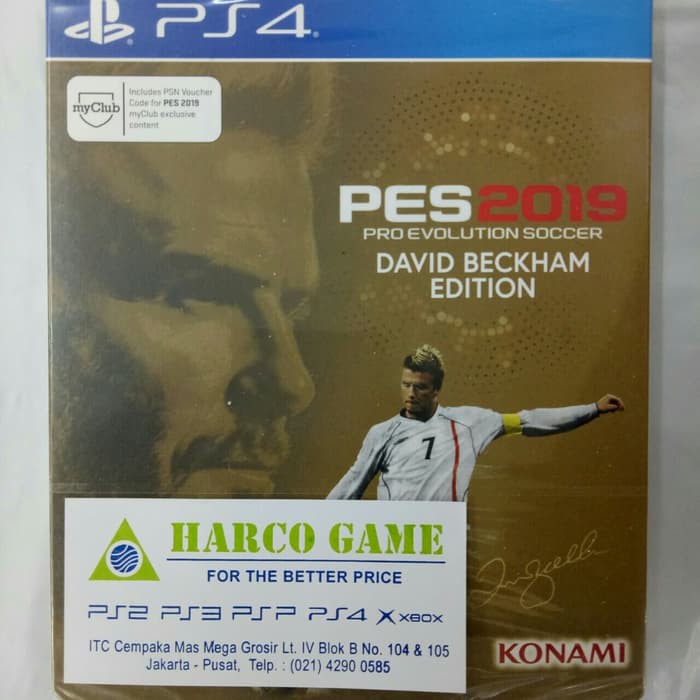 PS4
myClub
Includes PSN Voucher
Code for PES 2019
myClub exclusive
content
PES2019
PRO EVOLUTION SOCCER
DAVID BECKHAM
EDITION
7
HARCO GAME
FOR THE BETTER PRICE
PS2 PS3 PSP PS4 XBOX
ITC Cempaka Mas Mega Grosir Lt. IV Blok B No. 104 & 105
Jakarta - Pusat, Telp. : (021) 4290 0585
KONAMI